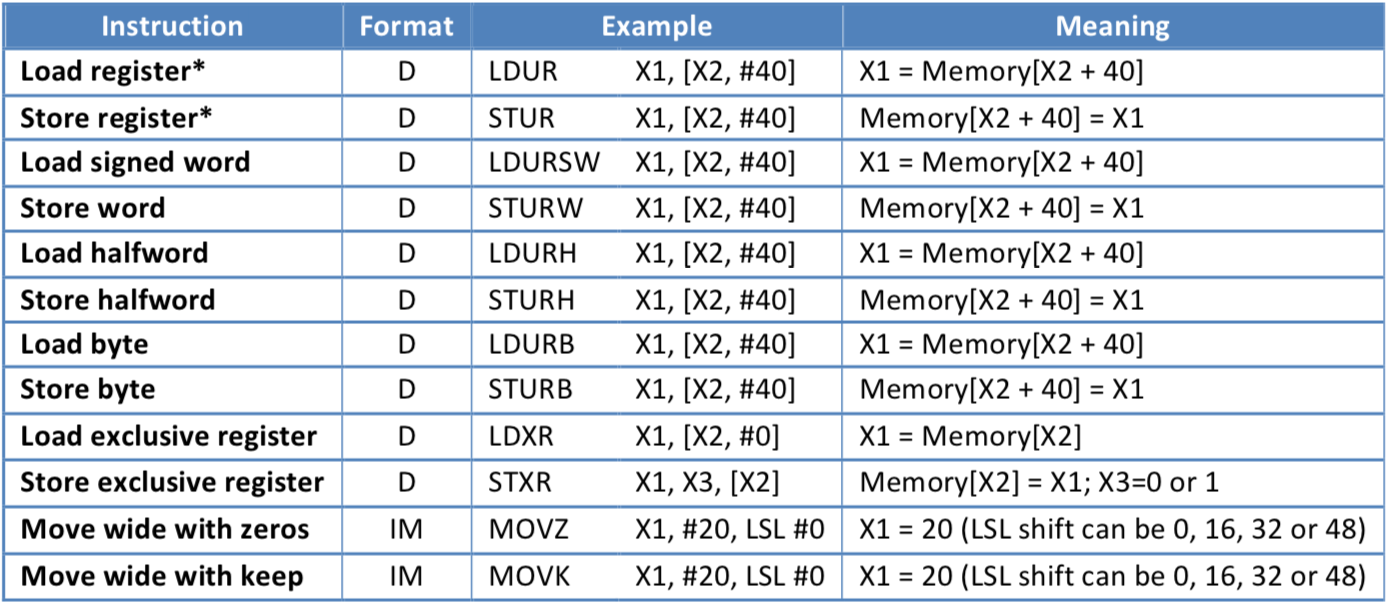 Instruction Format Example Meaning
Load register* D LDUR X1, [X2, #40] X1 = Memory[X2 + 40]
Store register* D STUR X1, [X2, #40] Memory[X2 + 40] = X1
Load signed word D LDURSW X1, [X2, #40] X1 = Memory[X2 + 40]
Store word D STURW X1, [X2, #40] Memory[X2 + 40] = X1
Load halfword D LDURH X1, [X2, #40] X1 = Memory[X2 + 40]
Store halfword D STURH X1, [X2, #40] Memory[X2 + 40] = X1
Load byte D LDURB X1, [X2, #40] X1 = Memory[X2 + 40]
Store byte D STURB X1, [X2, #40] Memory[X2 + 40] = X1
Load exclusive register D LDXR X1, [X2, #0] X1 = Memory[X2]
Store exclusive register D STXR X1, X3, [X2] Memory[X2] = X1; X3=0 or 1
Move wide with zeros IM MOVZ X1, #20, LSL #0 X1 = 20 (LSL shift can be 0, 16, 32 or 48)
Move wide with keep IM MOVK X1, #20, LSL #0 X1 = 20 (LSL shift can be 0, 16, 32 or 48)